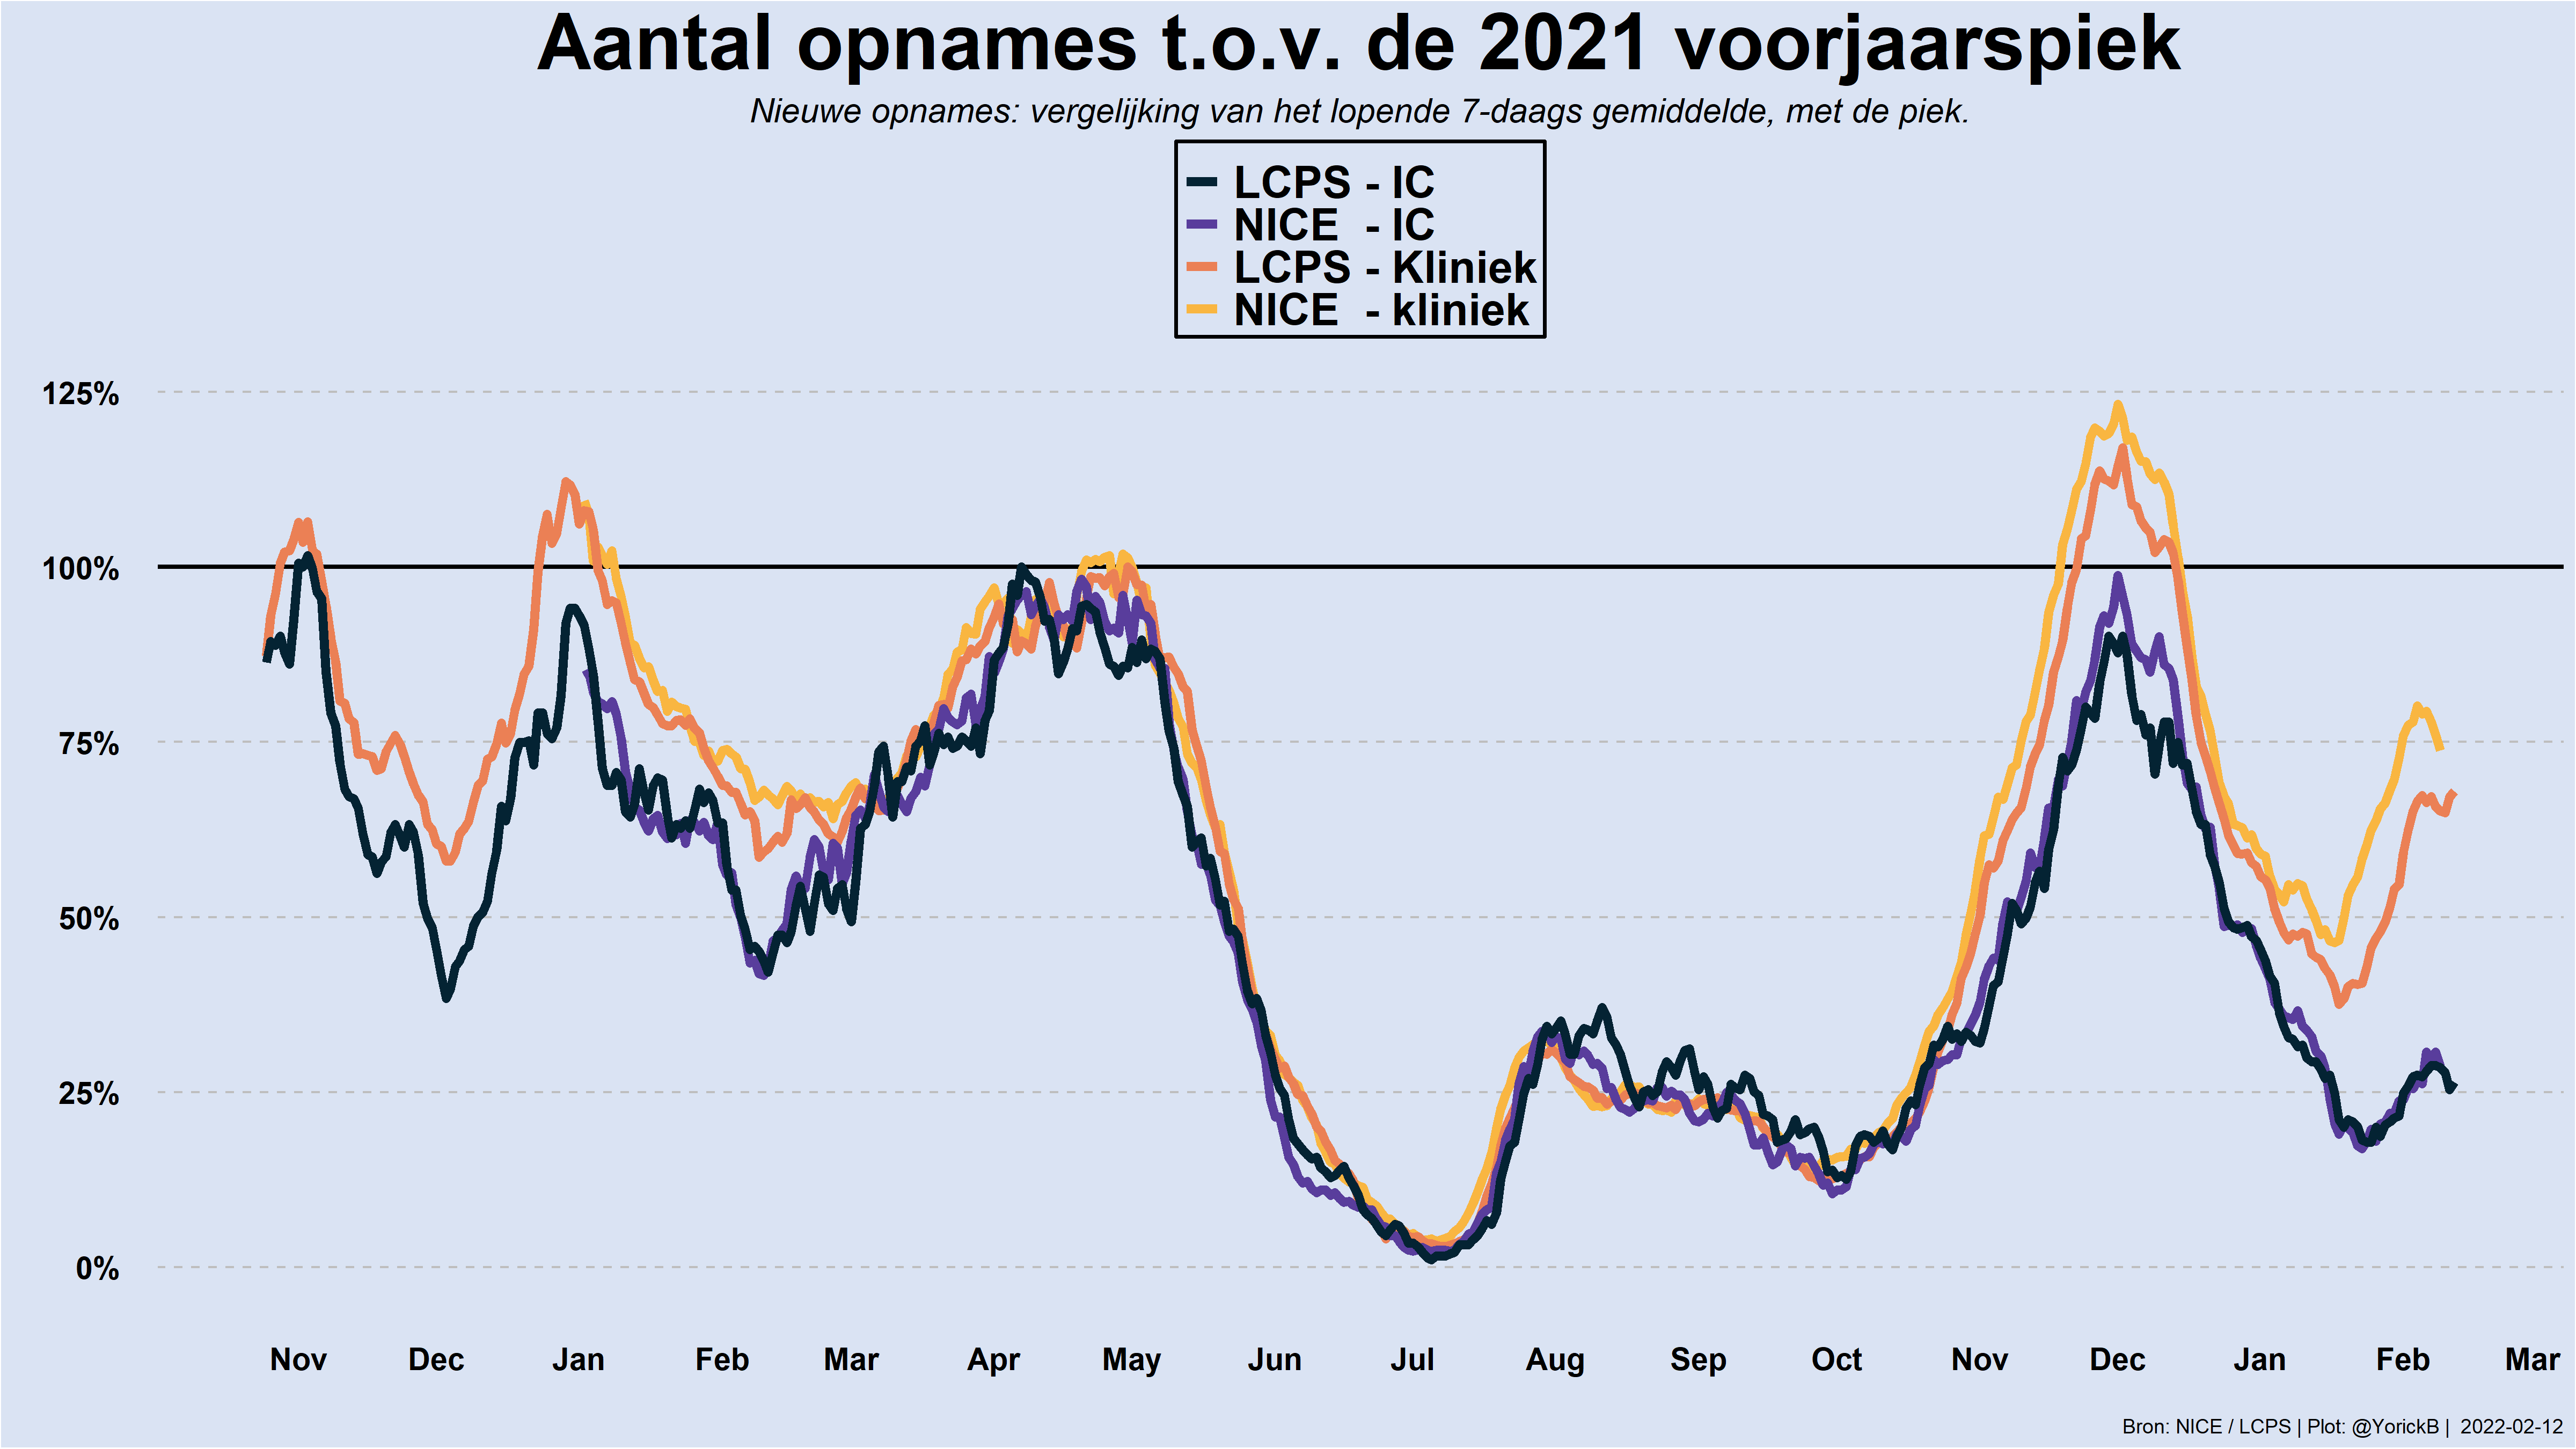 Aantal opnames t.o.v. de 2021 voorjaarspiek
Nieuwe opnames: vergelijking van het lopende 7-daags gemiddelde, met de piek.
LCPS - IC
NICE - IC
LCPS - Kliniek
NICE - kliniek
125%
100%
75%
50%
25%
0%
Nov Dec Jan Feb Mar Apr May Jun Jul Aug Sep Oct Nov Dec Jan Feb Mar
Bron: NICE / LCPS | Plot: @YorickB | 2022-02-12